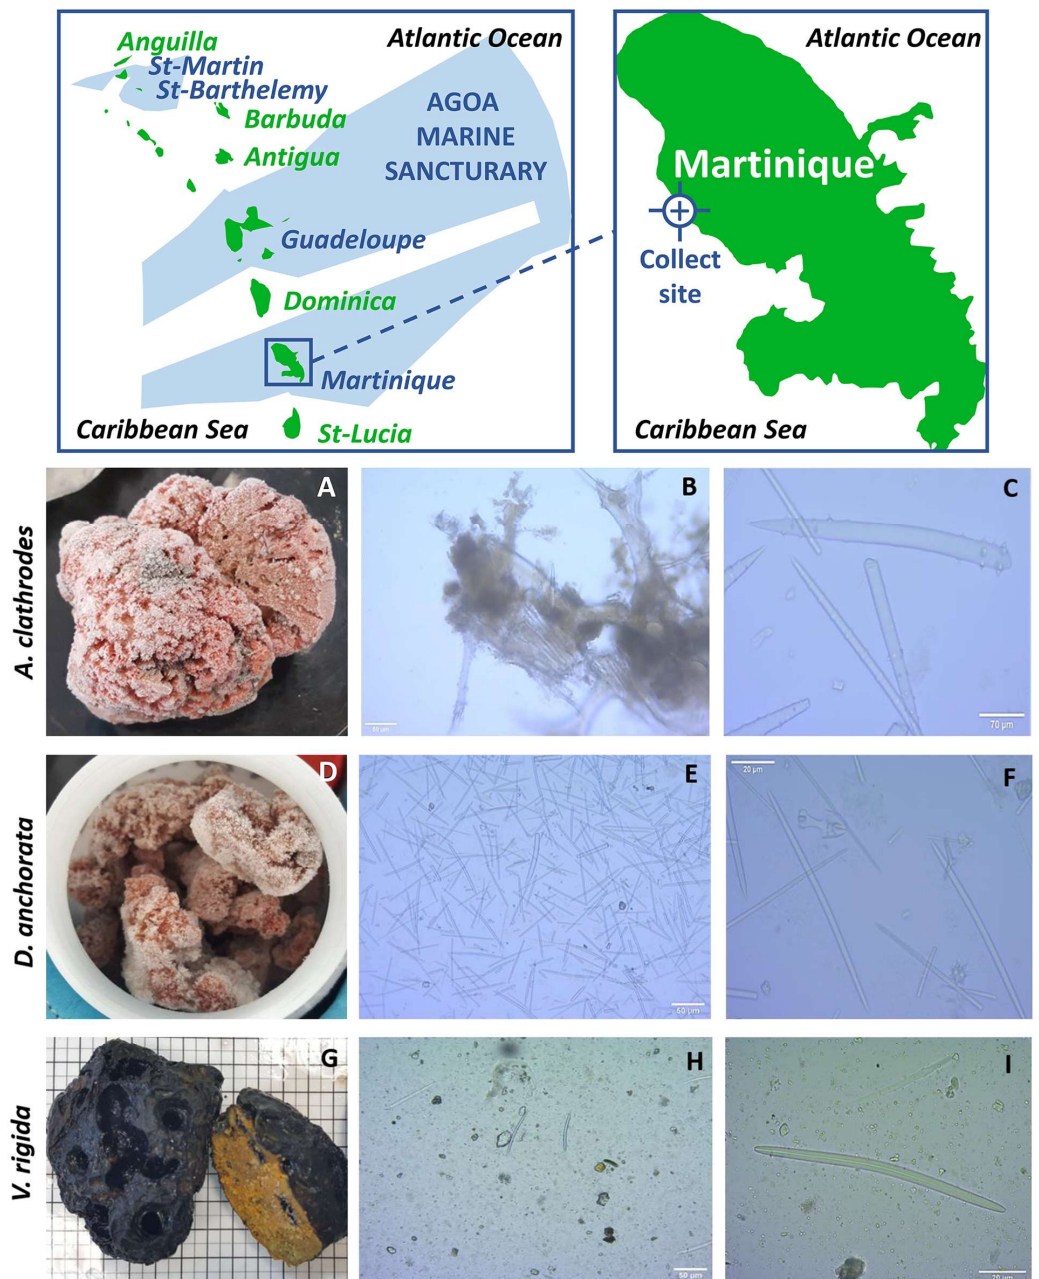 Anguilla
St-Martin
St-Barthelemy
Barbuda
Antigua
Guadeloupe
Dominica
Martinique
St-Lucia
Atlantic Ocean
AGOA
MARINE
SANCTURARY
Caribbean Sea
Atlantic Ocean
Martinique
Collect
site
Caribbean Sea
A. clathrodes
A
B
50 µm
C
70 µm
D. anchorata
D
E
50 µm
F
20 µm
V. rigida
G
H
50 µm
I
20 µm